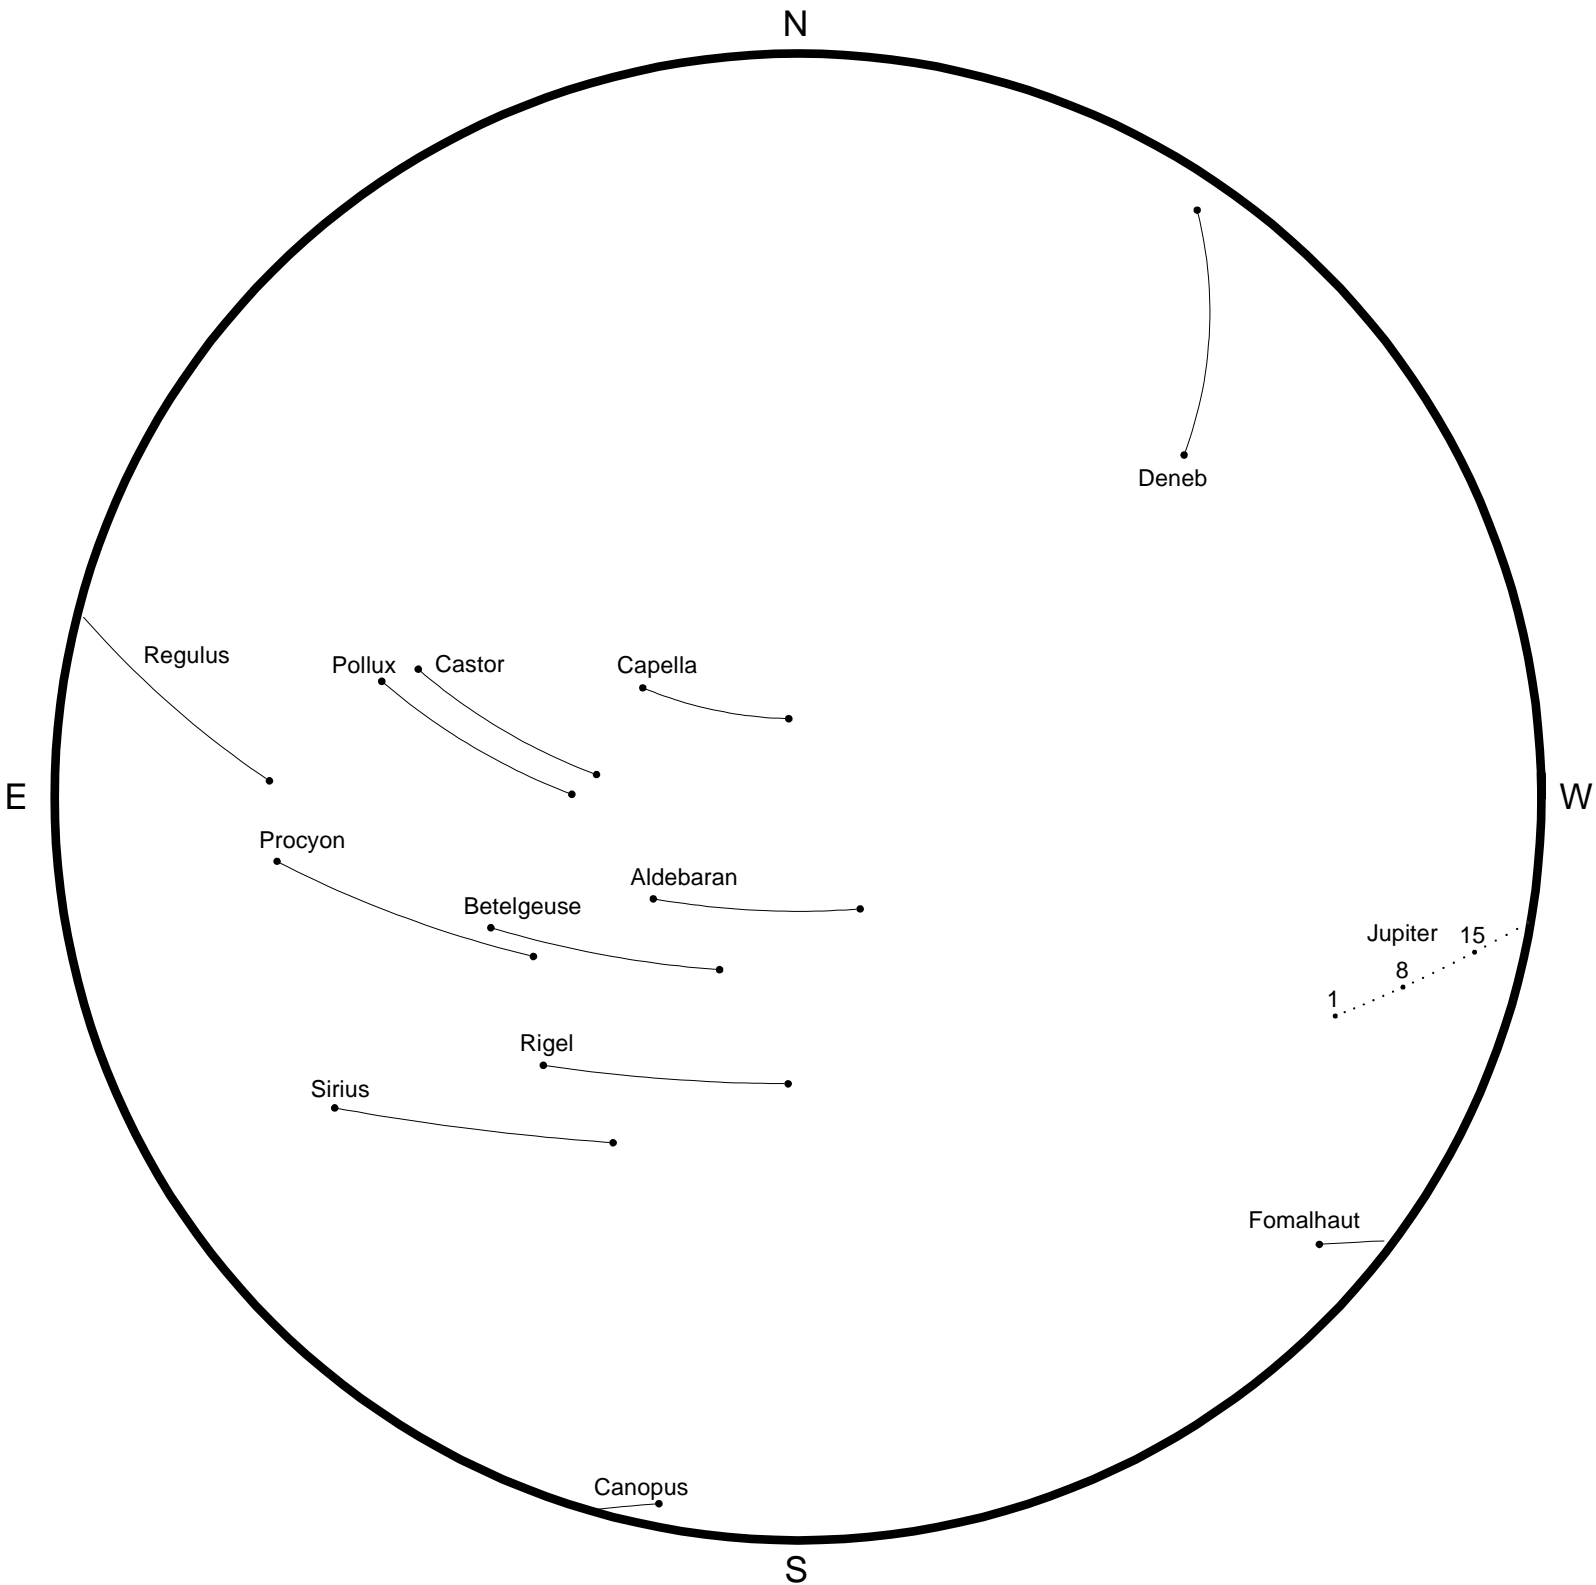 N
Deneb
Regulus
Pollux
Castor
Capella
E
W
Procyon
Aldebaran
Betelgeuse
Jupiter
15
8
1
Rigel
Sirius
Fomalhaut
Canopus
S